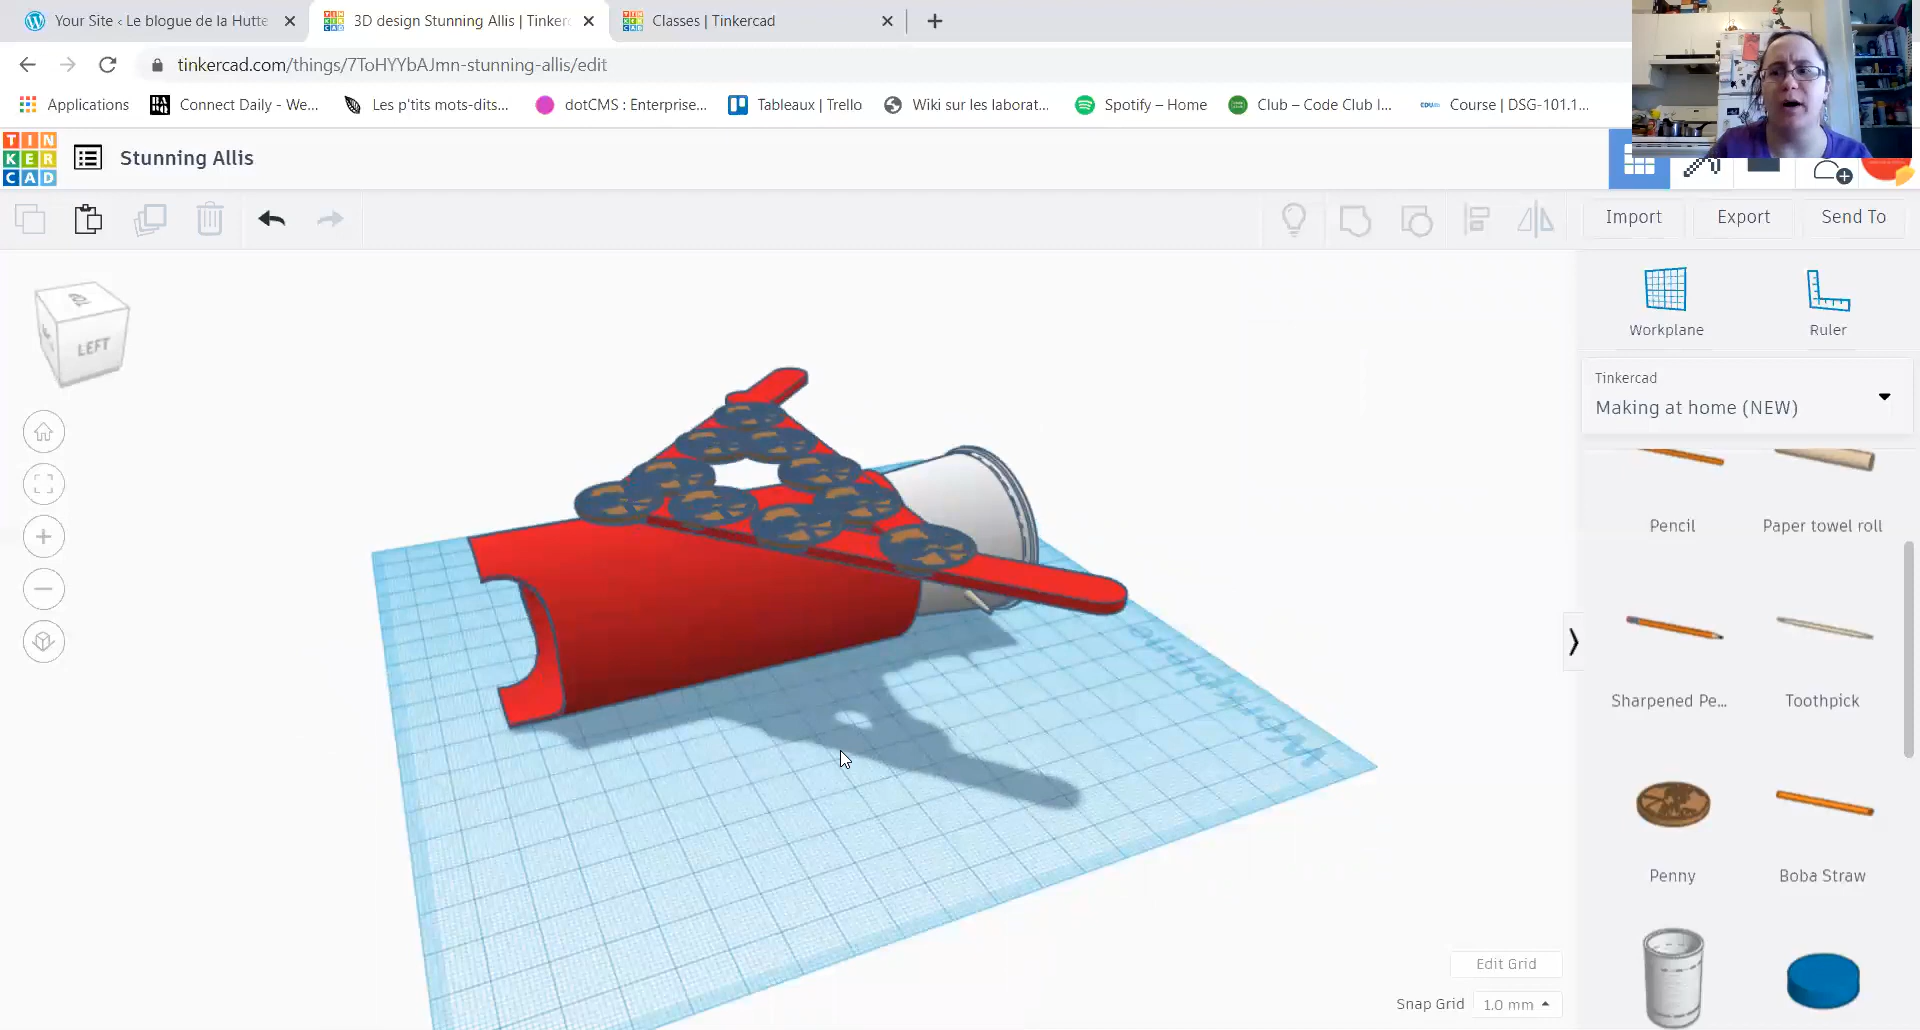 Your Site ‹ Le blogue de la Hutte
3D design Stunning Allis | Tinker
Classes | Tinkercad
tinkercad.com/things/7ToHYYbAJmn-stunning-allis/edit
Applications
Connect Daily - We...
Les p'tits mots-dits...
dotCMS : Enterprise...
Tableaux | Trello
Wiki sur les laborat...
Spotify – Home
Club – Code Club I...
Course | DSG-101.1...
TIN
KER
CAD
Stunning Allis
Import
Export
Send To
TOP
LEFT
Workplane
Ruler
Tinkercad
Making at home (NEW)
Pencil
Paper towel roll
Sharpened Pe...
Toothpick
Penny
Boba Straw
Workplane
Edit Grid
Snap Grid
1.0 mm